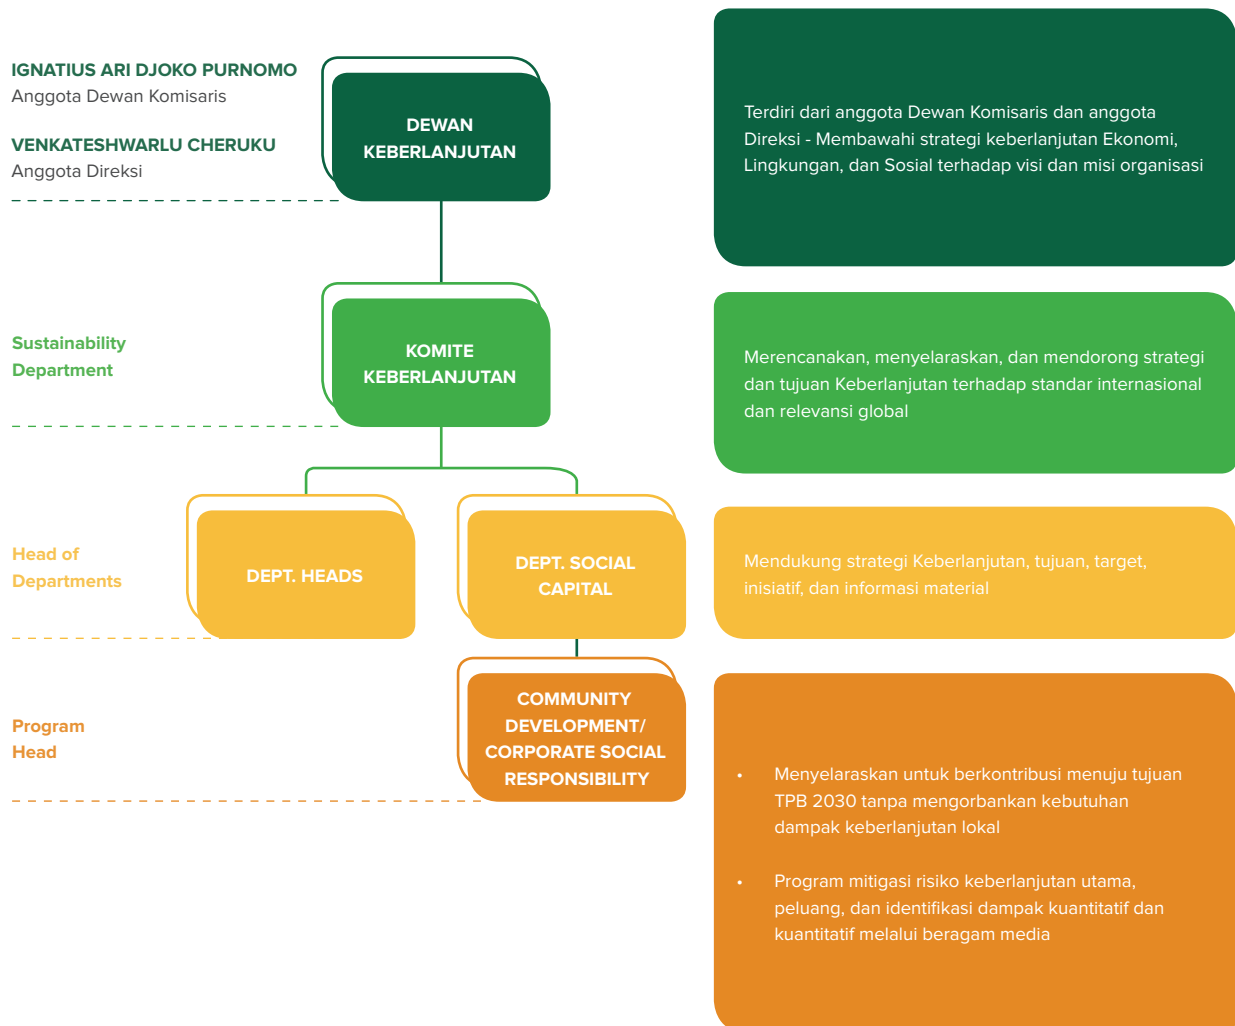 IGNATIUS ARI DJOKO PURNOMO
Anggota Dewan Komisaris
VENKATESHWARLU CHERUKU
Anggota Direksi
DEWAN
KEBERLANJUTAN
Terdiri dari anggota Dewan Komisaris dan anggota
Direksi - Membawahi strategi keberlanjutan Ekonomi,
Lingkungan, dan Sosial terhadap visi dan misi organisasi
Sustainability
Department
KOMITE
KEBERLANJUTAN
Merencanakan, menyelaraskan, dan mendorong strategi
dan tujuan Keberlanjutan terhadap standar internasional
dan relevansi global
Head of
Departments
DEPT. HEADS
DEPT. SOCIAL
CAPITAL
Mendukung strategi Keberlanjutan, tujuan, target,
inisiatif, dan informasi material
Program
Head
COMMUNITY
DEVELOPMENT/
CORPORATE SOCIAL
RESPONSIBILITY
• Menyelaraskan untuk berkontribusi menuju tujuan
TPB 2030 tanpa mengorbankan kebutuhan
dampak keberlanjutan lokal
• Program mitigasi risiko keberlanjutan utama,
peluang, dan identifikasi dampak kuantitatif dan
kuantitatif melalui beragam media